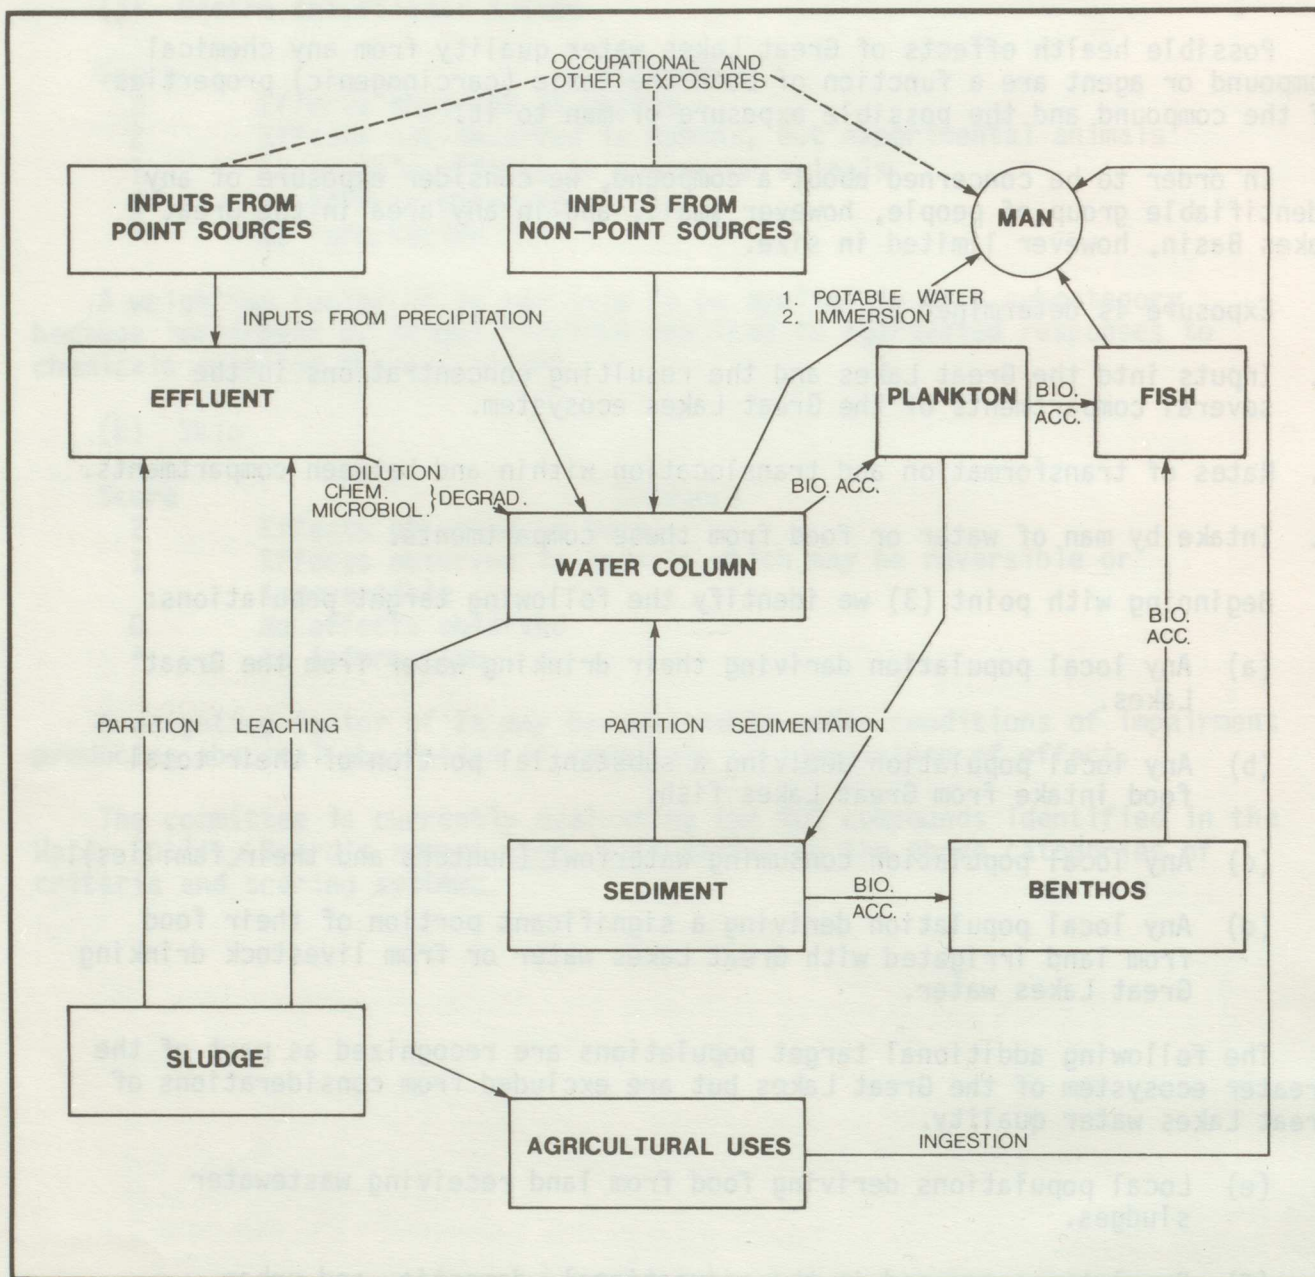 OCCUPATIONAL AND
OTHER EXPOSURES
INPUTS FROM
POINT SOURCES
INPUTS FROM
NON–POINT SOURCES
MAN
1. POTABLE WATER
2. IMMERSION
INPUTS FROM PRECIPITATION
EFFLUENT
PLANKTON
BIO.
ACC.
FISH
DILUTION
CHEM.
MICROBIOL. } DEGRAD.
BIO. ACC.
WATER COLUMN
BIO.
ACC.
PARTITION LEACHING
PARTITION SEDIMENTATION
SEDIMENT
BIO.
ACC.
BENTHOS
SLUDGE
AGRICULTURAL USES
INGESTION